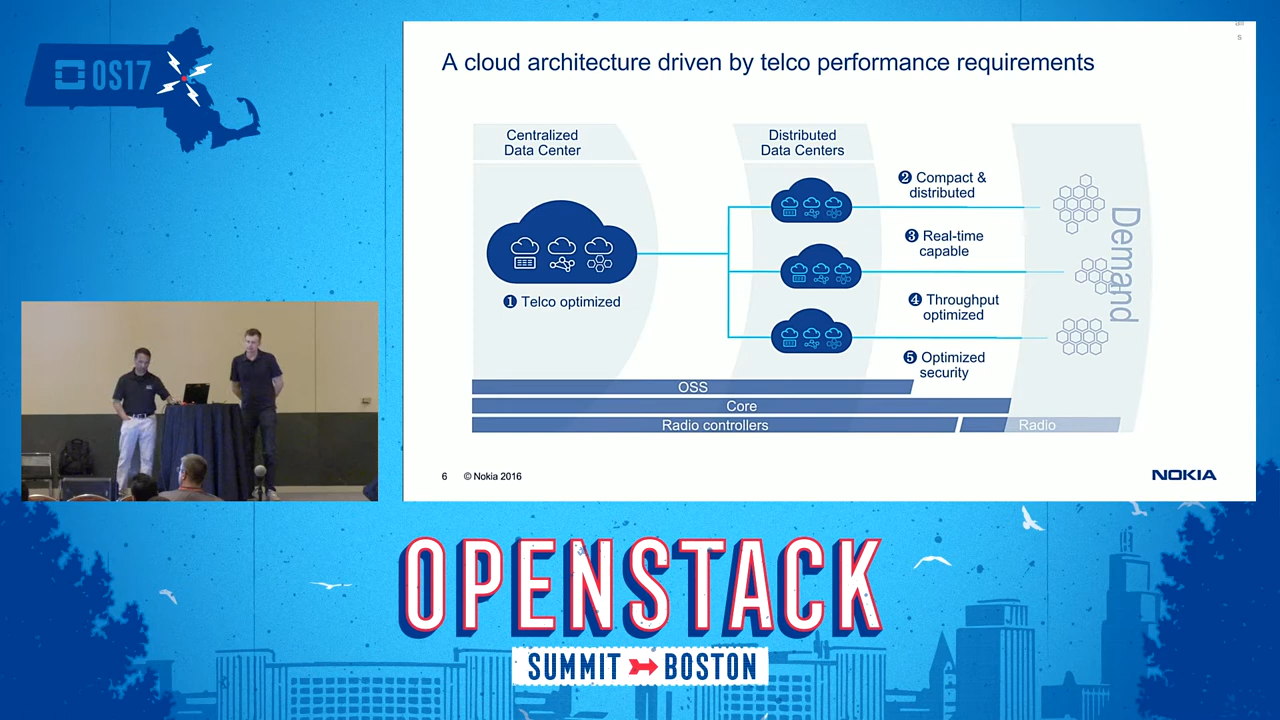 OS17
A cloud architecture driven by telco performance requirements
Centralized
Data Center
Distributed
Data Centers
❶ Telco optimized
❷ Compact &
distributed
❸ Real-time
capable
❹ Throughput
optimized
❺ Optimized
security
Demand
OSS
Core
Radio controllers
Radio
6 © Nokia 2016
NOKIA
OPENSTACK
SUMMIT BOSTON